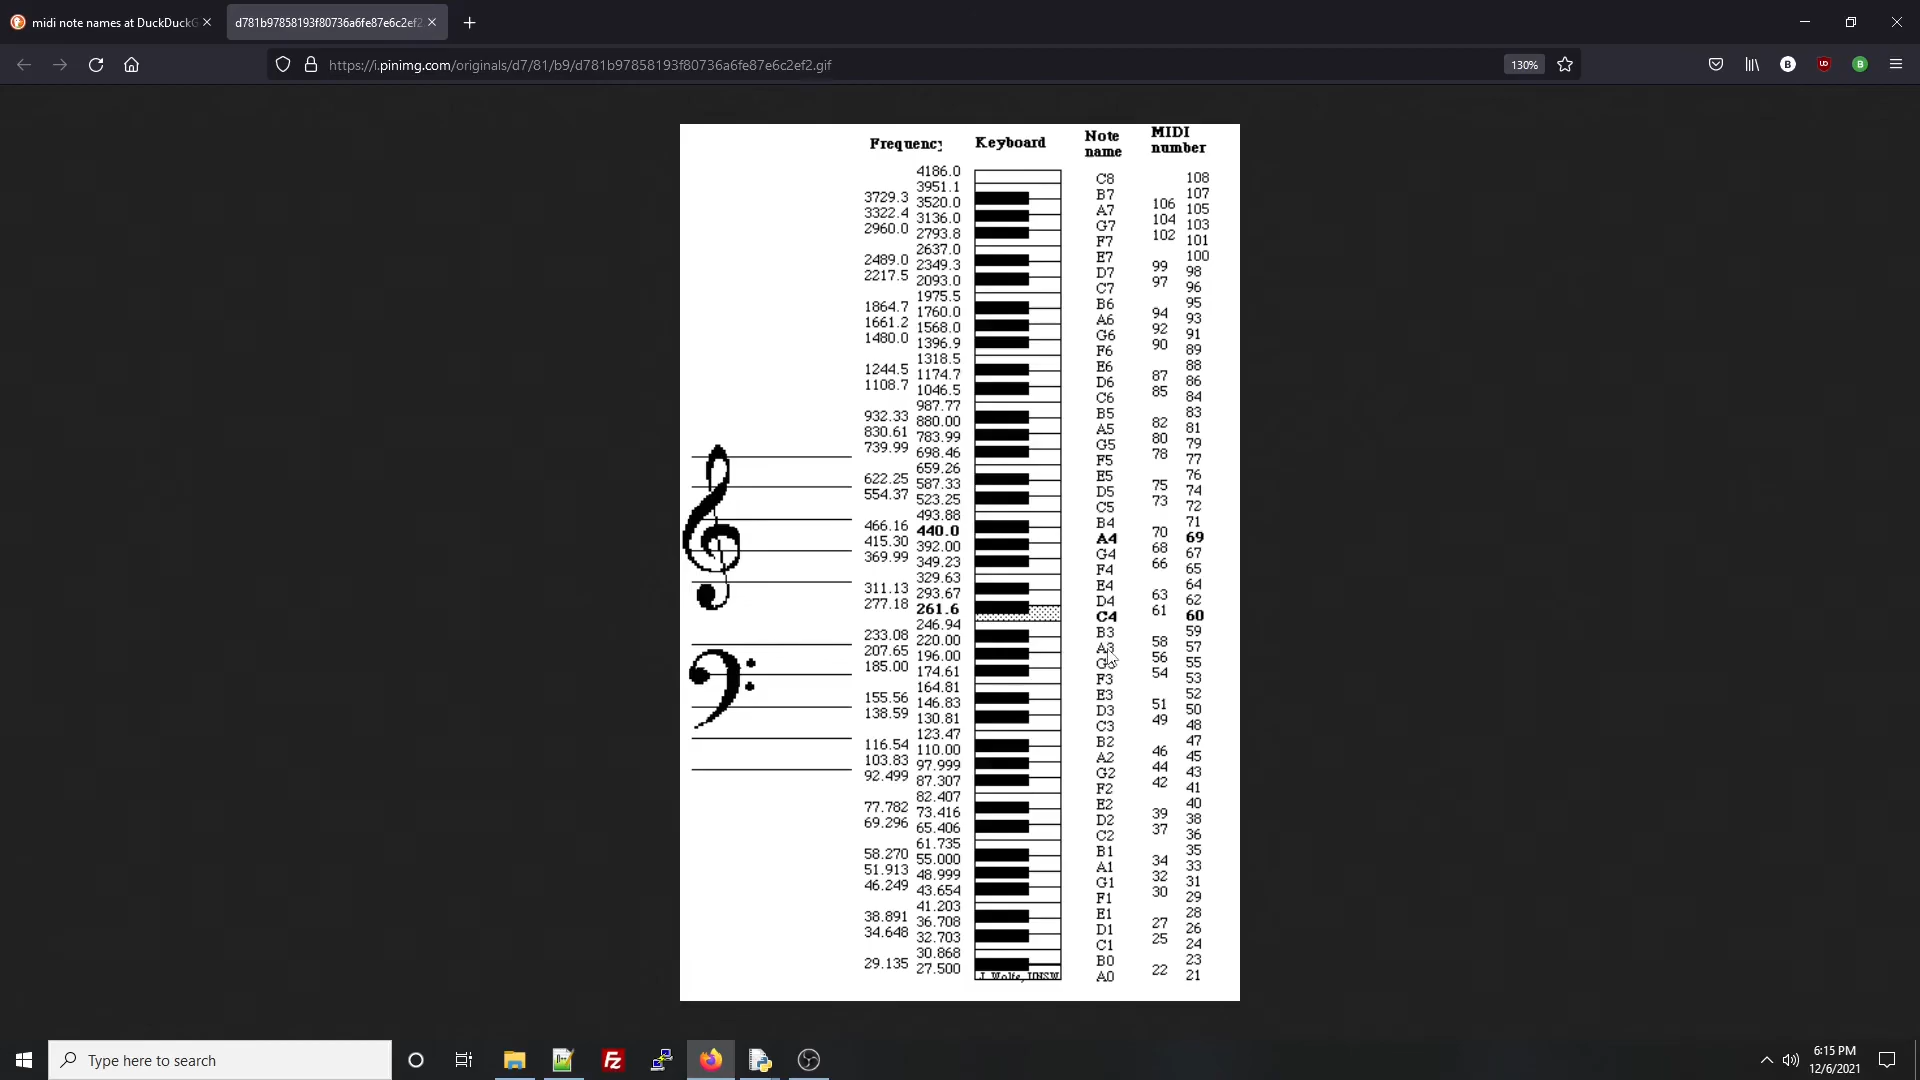 midi note names at DuckDuckG
d781b97858193f80736a6fe87e6c2ef2
https://i.pinimg.com/originals/d7/81/b9/d781b97858193f80736a6fe87e6c2ef2.gif
130%
Frequency Keyboard Note name MIDI number
4186.0 C8 108
3951.1 B7 107
3729.3 106
3520.0 A7 105
3322.4 104
3136.0 G7 103
2960.0 102
2793.8 F7 101
2637.0 E7 100
2489.0 99
2349.3 D7 98
2217.5 97
2093.0 C7 96
1975.5 B6 95
1864.7 94
1760.0 A6 93
1661.2 92
1568.0 G6 91
1480.0 90
1396.9 F6 89
1318.5 E6 88
1244.5 87
1174.7 D6 86
1108.7 85
1046.5 C6 84
987.77 B5 83
932.33 82
880.00 A5 81
830.61 80
783.99 G5 79
739.99 78
698.46 F5 77
659.26 E5 76
622.25 75
587.33 D5 74
554.37 73
523.25 C5 72
493.88 B4 71
466.16 70
440.0 A4 69
415.30 68
392.00 G4 67
369.99 66
349.23 F4 65
329.63 E4 64
311.13 63
293.67 D4 62
277.18 61
261.6 C4 60
246.94 B3 59
233.08 58
220.00 A3 57
207.65 56
196.00 G3 55
185.00 54
174.61 F3 53
164.81 E3 52
155.56 51
146.83 D3 50
138.59 49
130.81 C3 48
123.47 B2 47
116.54 46
110.00 A2 45
103.83 44
97.999 G2 43
92.499 42
87.307 F2 41
82.407 E2 40
77.782 39
73.416 D2 38
69.296 37
65.406 C2 36
61.735 B1 35
58.270 34
55.000 A1 33
51.913 32
48.999 G1 31
46.249 30
43.654 F1 29
41.203 E1 28
38.891 27
36.708 D1 26
34.648 25
32.703 C1 24
30.868 B0 23
29.135 22
27.500 A0 21
J. Wolfe, UNSW
Type here to search
6:15 PM
12/6/2021